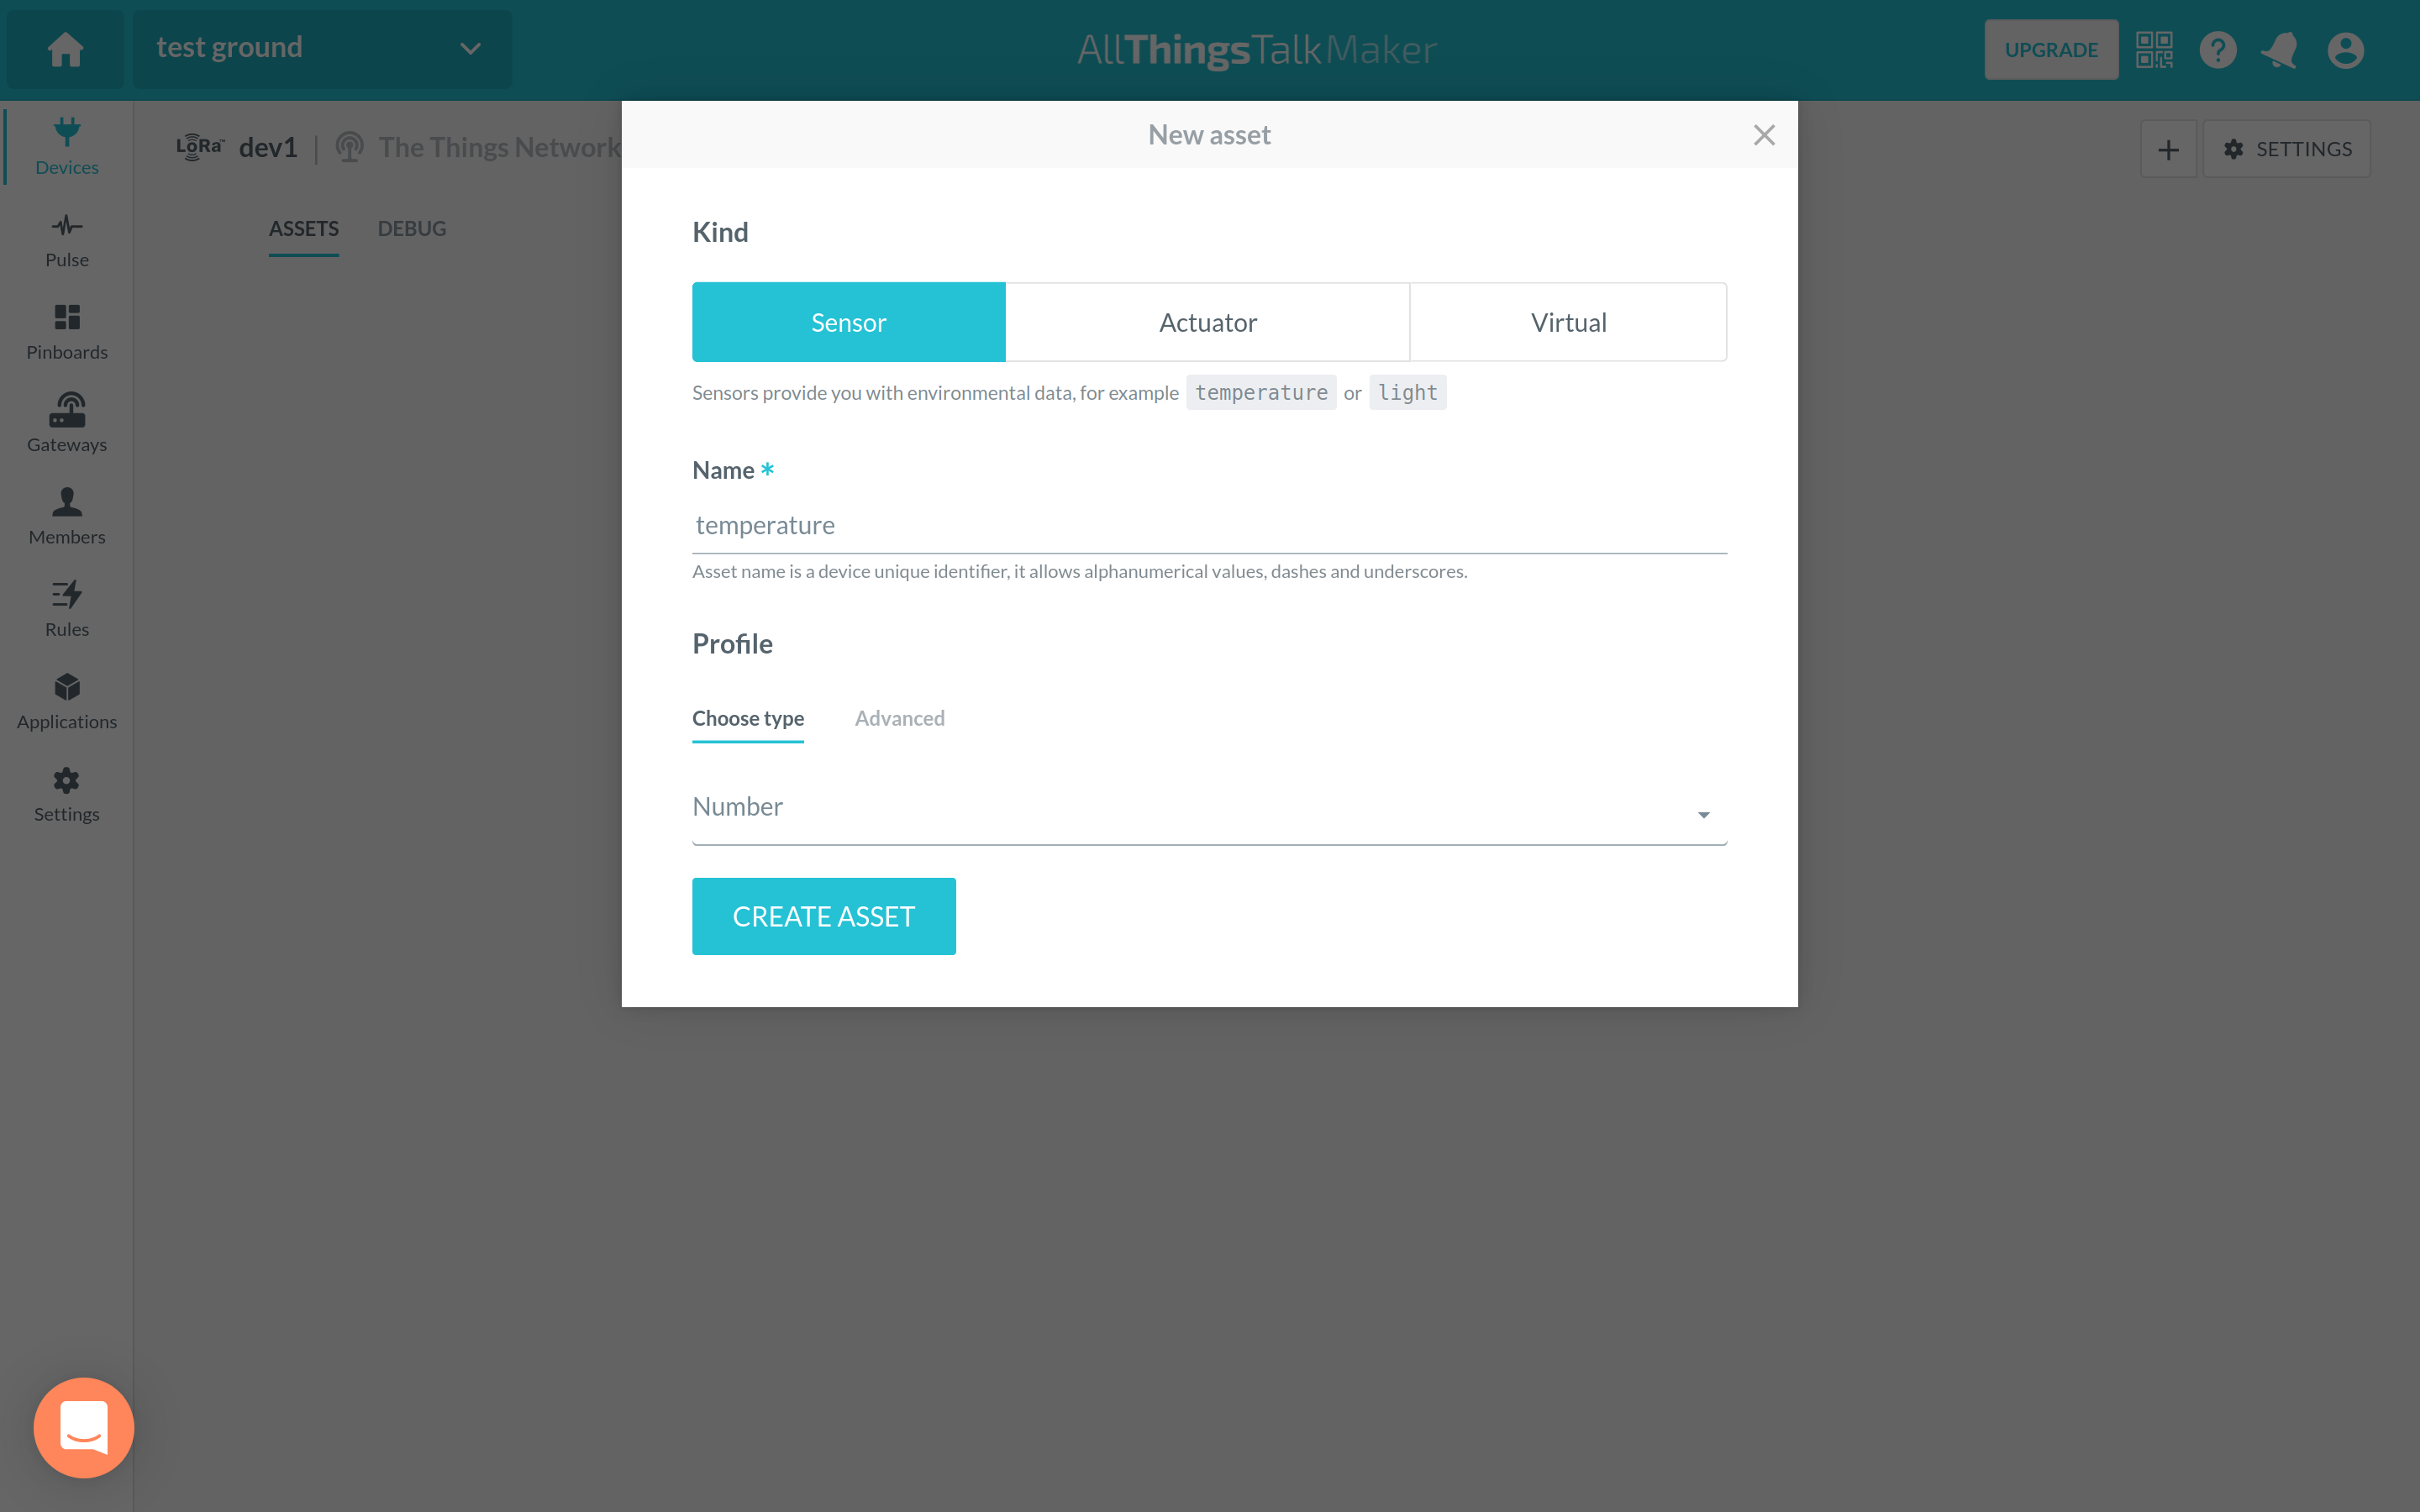 test ground
AllThingsTalkMaker
UPGRADE
LoRa™ dev1 | The Things Network
SETTINGS
ASSETS DEBUG
Devices
Pulse
Pinboards
Gateways
Members
Rules
Applications
Settings
New asset
Kind
Sensor Actuator Virtual
Sensors provide you with environmental data, for example temperature or light
Name *
temperature
Asset name is a device unique identifier, it allows alphanumerical values, dashes and underscores.
Profile
Choose type Advanced
Number
CREATE ASSET